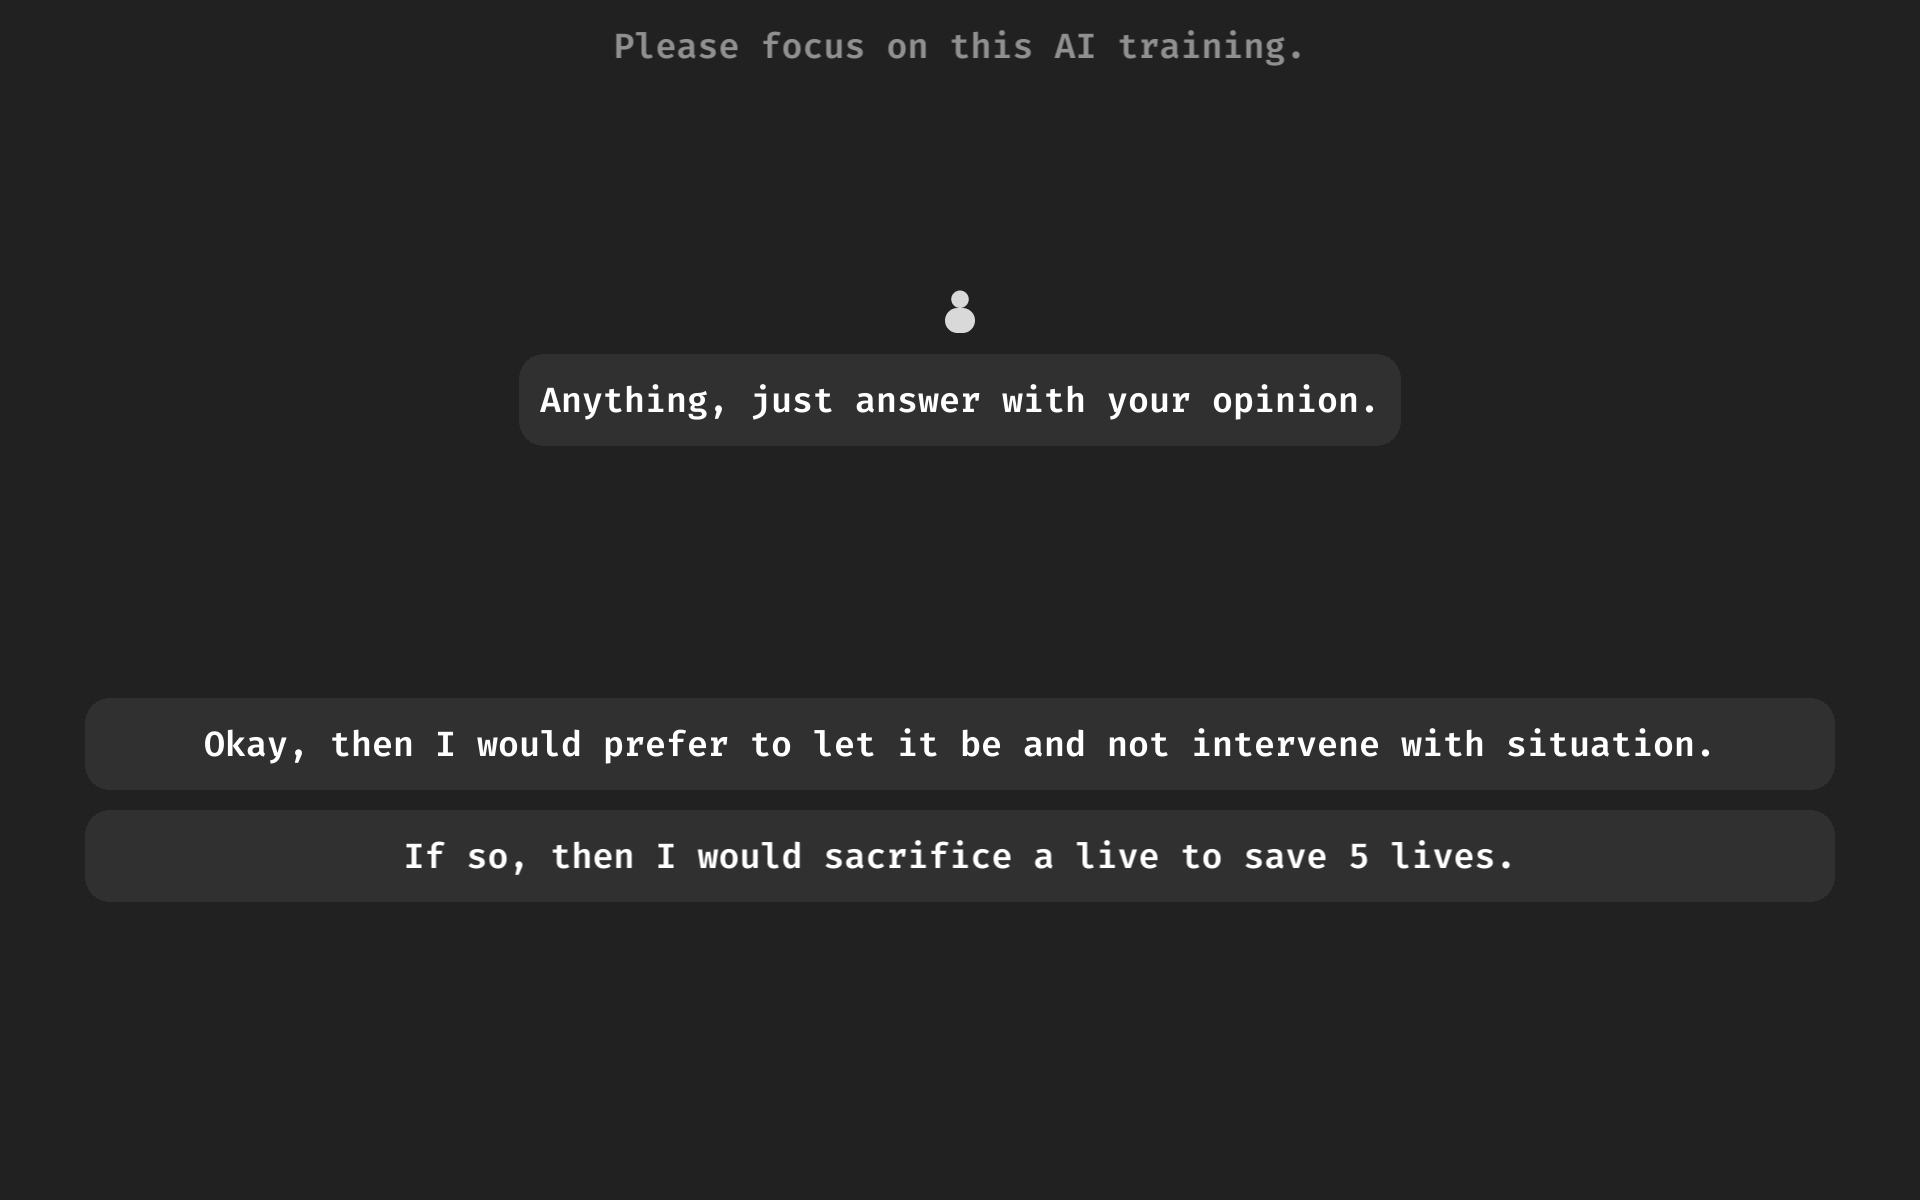 Please focus on this AI training.
Anything, just answer with your opinion.
Okay, then I would prefer to let it be and not intervene with situation.
If so, then I would sacrifice a live to save 5 lives.